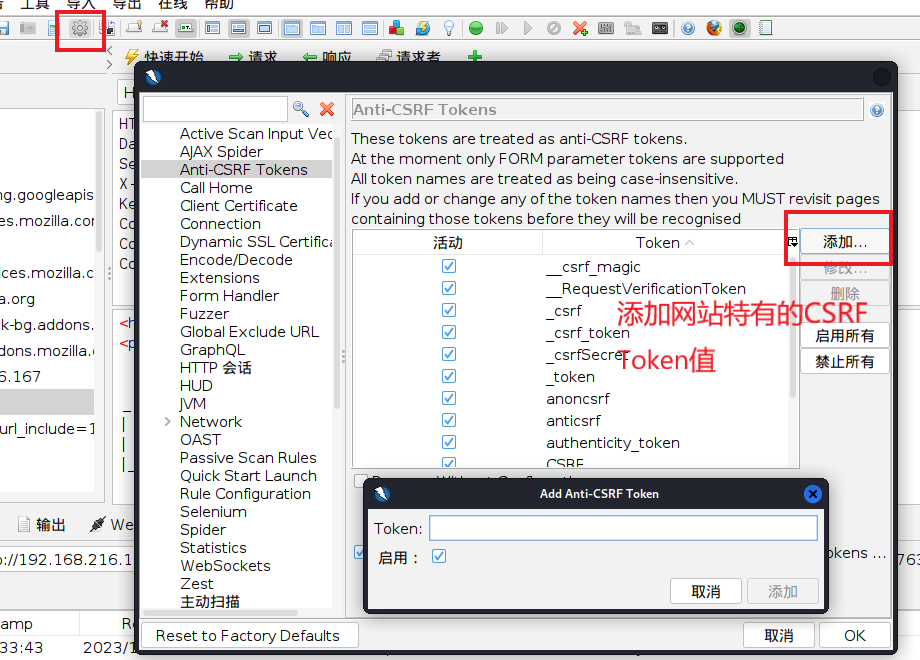 工具 导入 导出 在线 帮助
快速开始 请求 响应 请求者
Anti-CSRF Tokens
Active Scan Input Vec
AJAX Spider
Anti-CSRF Tokens
Call Home
Client Certificate
Connection
Dynamic SSL Certifica
Encode/Decode
Extensions
Form Handler
Fuzzer
Global Exclude URL
GraphQL
HTTP 会话
HUD
JVM
Network
OAST
Passive Scan Rules
Quick Start Launch
Rule Configuration
Selenium
Spider
Statistics
WebSockets
Zest
主动扫描
These tokens are treated as anti-CSRF tokens.
At the moment only FORM parameter tokens are supported
All token names are treated as being case-insensitive.
If you add or change any of the token names then you MUST revisit pages
containing those tokens before they will be recognised
活动 Token
__csrf_magic
__RequestVerificationToken
_csrf
_csrf_token
_csrfSecret
_token
anoncsrf
anticsrf
authenticity_token
CSRF
添加...
修改...
删除
启用所有
禁止所有
添加网站特有的CSRF
Token值
Add Anti-CSRF Token
Token:
启用：
取消 添加
okens ...
Reset to Factory Defaults
取消 OK
ng.googleapis
es.mozilla.cor
ices.mozilla.c
a.org
k-bg.addons.
dons.mozilla.
6.167
url_include=1
输出 We
://192.168.216.1
763
amp
33:43 2023/1